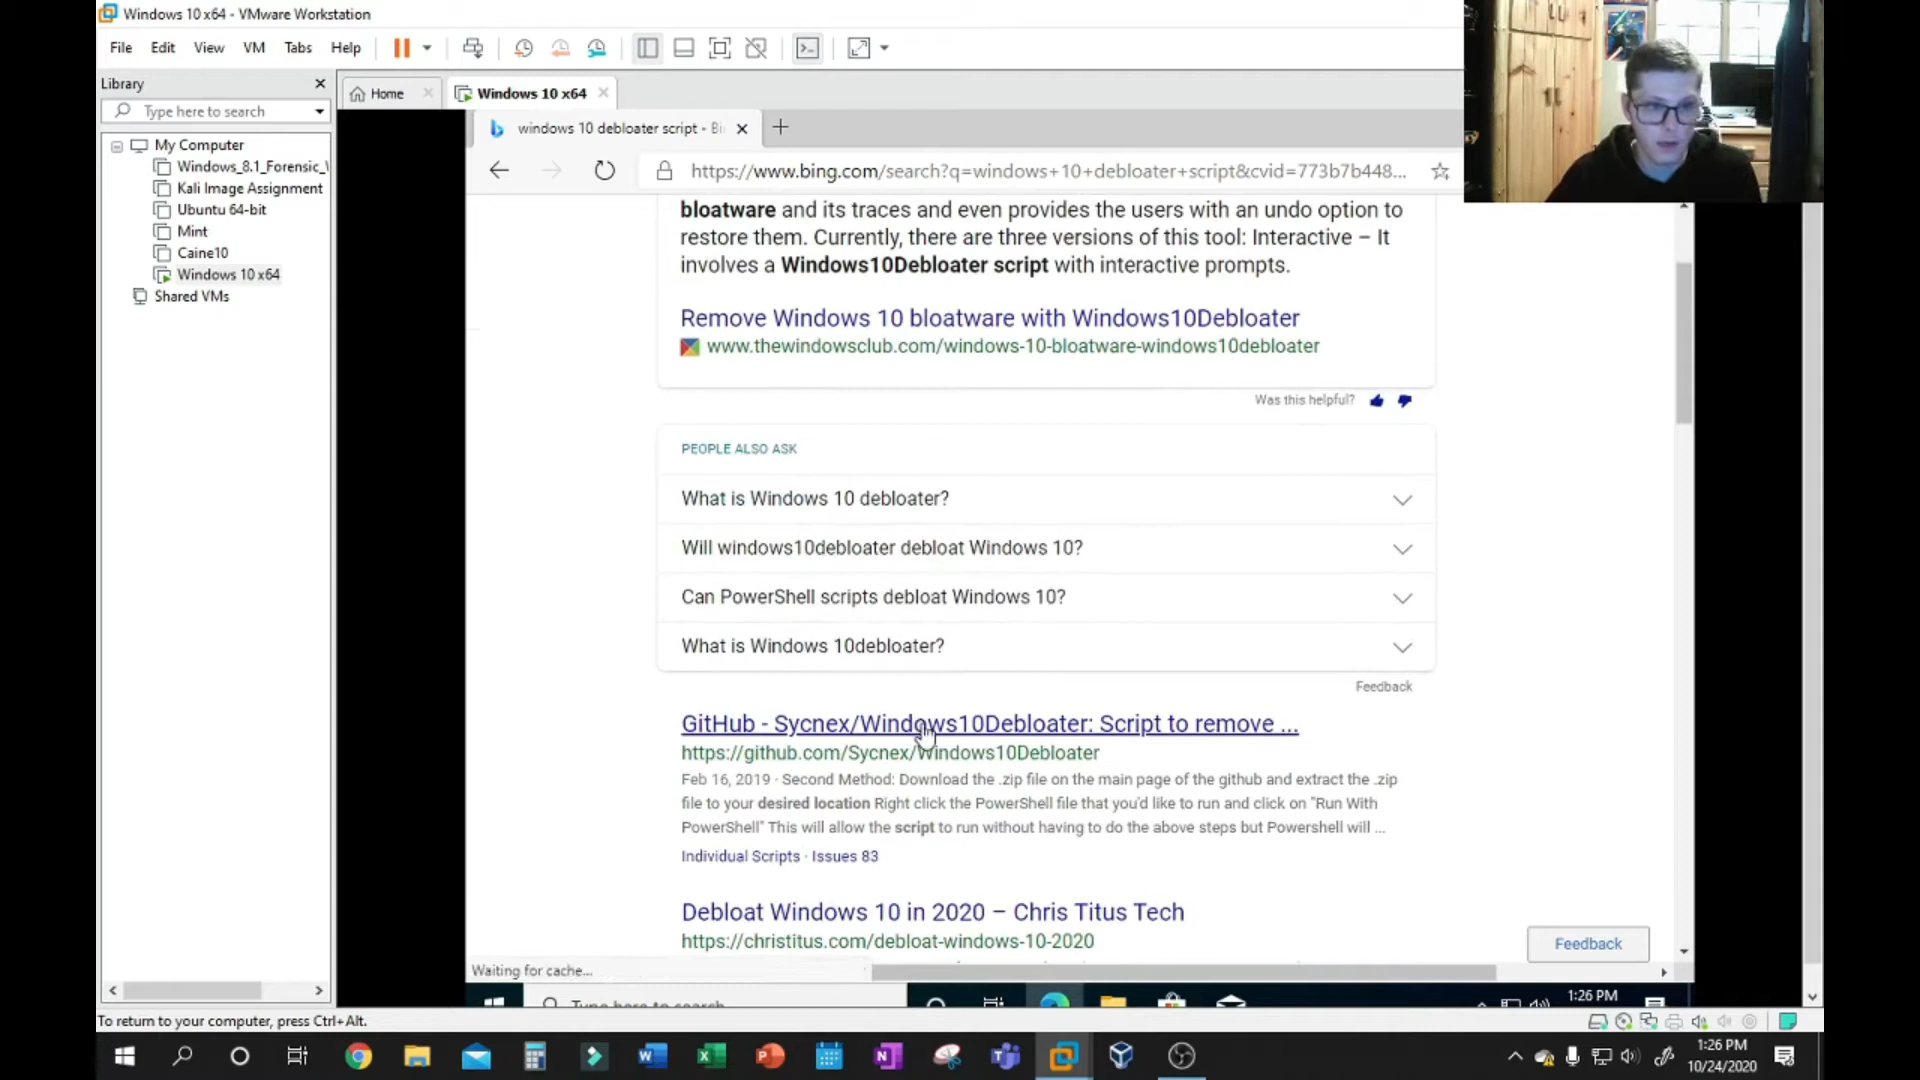 Windows 10 x64 - VMware Workstation
File Edit View VM Tabs Help
Library
Type here to search
My Computer
Windows_8.1_Forensic_
Kali Image Assignment
Ubuntu 64-bit
Mint
Caine10
Windows 10 x64
Shared VMs
Home
Windows 10 x64
windows 10 debloater script - Bi
https://www.bing.com/search?q=windows+10+debloater+script&cvid=773b7b448...
bloatware and its traces and even provides the users with an undo option to
restore them. Currently, there are three versions of this tool: Interactive – It
involves a Windows10Debloater script with interactive prompts.
Remove Windows 10 bloatware with Windows10Debloater
www.thewindowsclub.com/windows-10-bloatware-windows10debloater
Was this helpful?
PEOPLE ALSO ASK
What is Windows 10 debloater?
Will windows10debloater debloat Windows 10?
Can PowerShell scripts debloat Windows 10?
What is Windows 10debloater?
Feedback
GitHub - Sycnex/Windows10Debloater: Script to remove ...
https://github.com/Sycnex/Windows10Debloater
Feb 16, 2019 · Second Method: Download the .zip file on the main page of the github and extract the .zip
file to your desired location Right click the PowerShell file that you'd like to run and click on "Run With
PowerShell" This will allow the script to run without having to do the above steps but Powershell will ...
Individual Scripts · Issues 83
Debloat Windows 10 in 2020 – Chris Titus Tech
https://christitus.com/debloat-windows-10-2020
Feedback
Waiting for cache...
Type here to search
1:26 PM
To return to your computer, press Ctrl+Alt.
1:26 PM
10/24/2020